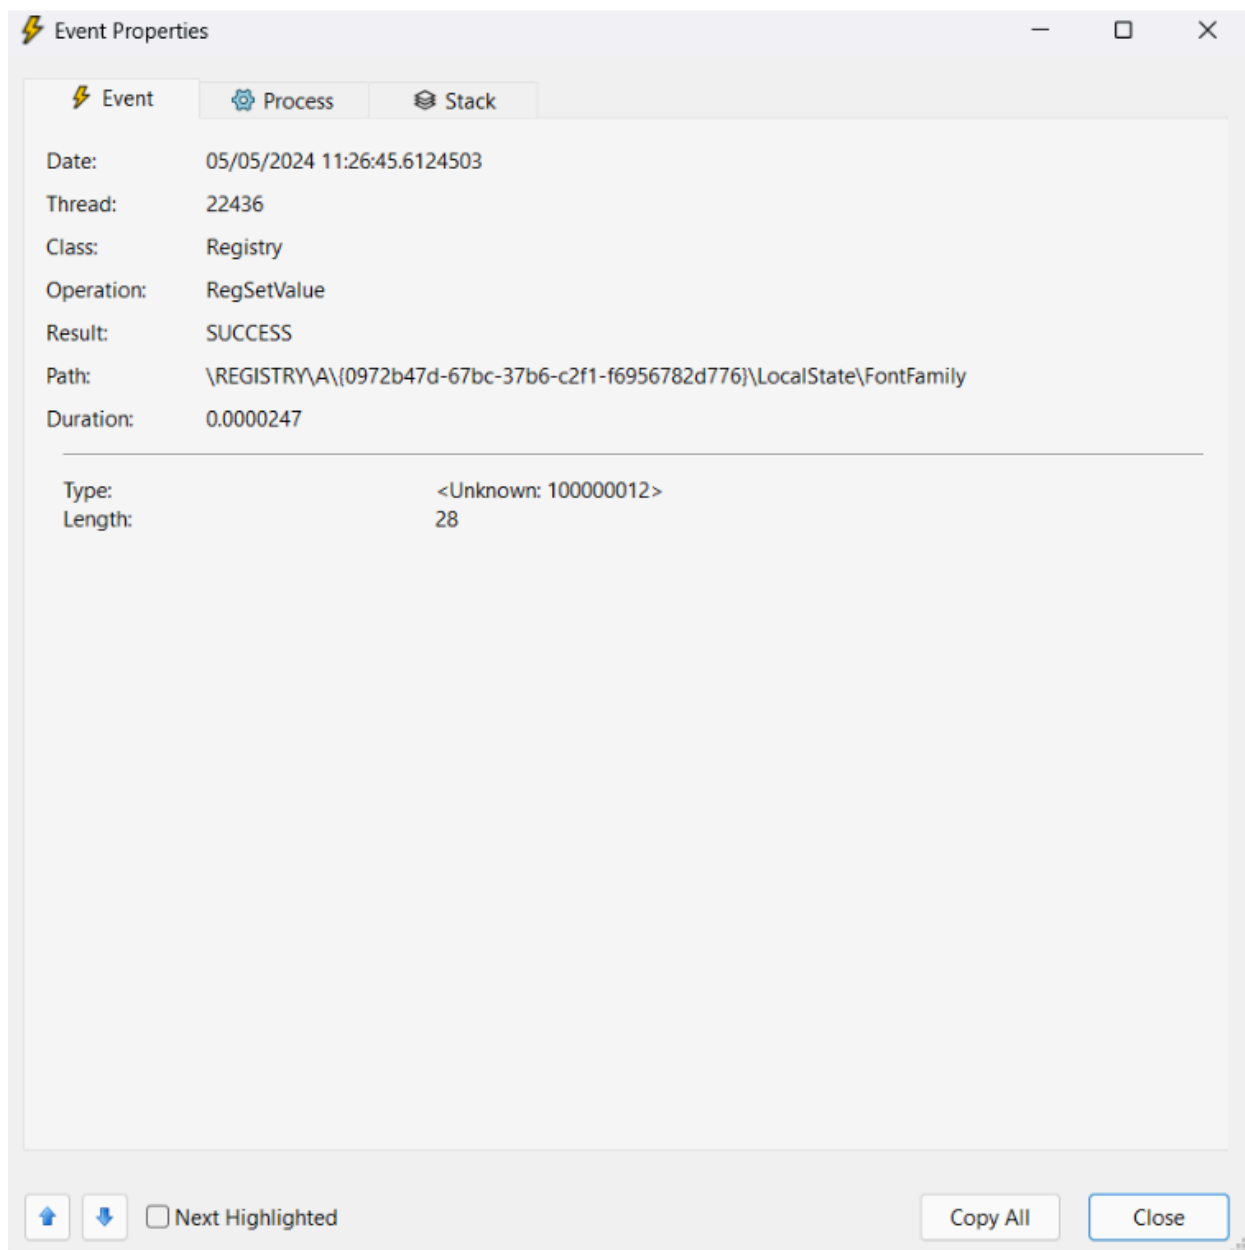 Event Properties
Event Process Stack
Date: 05/05/2024 11:26:45.6124503
Thread: 22436
Class: Registry
Operation: RegSetValue
Result: SUCCESS
Path: \REGISTRY\A\{0972b47d-67bc-37b6-c2f1-f6956782d776}\LocalState\FontFamily
Duration: 0.0000247
Type: <Unknown: 100000012>
Length: 28
Next Highlighted Copy All Close